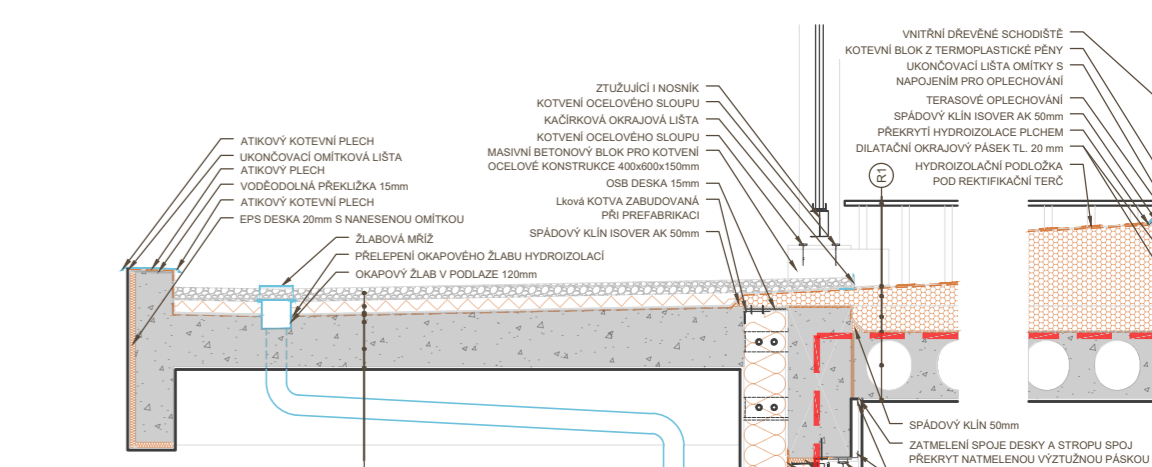 VNITŘNÍ DŘEVĚNÉ SCHODIŠTĚ
KOTEVNÍ BLOK Z TERMOPLASTICKÉ PĚNY
UKONČOVACÍ LIŠTA OMÍTKY S
NAPOJENÍM PRO OPLECHOVÁNÍ
TERASOVÉ OPLECHOVÁNÍ
SPÁDOVÝ KLÍN ISOVER AK 50mm
PŘEKRYTÍ HYDROIZOLACE PLCHEM
DILATAČNÍ OKRAJOVÝ PÁSEK TL. 20 mm
HYDROIZOLAČNÍ PODLOŽKA
POD REKTIFIKAČNÍ TERČ
R1
ZTUŽUJÍCÍ I NOSNÍK
KOTVENÍ OCELOVÉHO SLOUPU
KAČÍRKOVÁ OKRAJOVÁ LIŠTA
KOTVENÍ OCELOVÉHO SLOUPU
MASIVNÍ BETONOVÝ BLOK PRO KOTVENÍ
OCELOVÉ KONSTRUKCE 400x600x150mm
OSB DESKA 15mm
Lková KOTVA ZABUDOVANÁ
PŘI PREFABRIKACI
SPÁDOVÝ KLÍN ISOVER AK 50mm
ATIKOVÝ KOTEVNÍ PLECH
UKONČOVACÍ OMÍTKOVÁ LIŠTA
ATIKOVÝ PLECH
VODĚODOLNÁ PŘEKLIŽKA 15mm
ATIKOVÝ KOTEVNÍ PLECH
EPS DESKA 20mm S NANESENOU OMÍTKOU
ŽLABOVÁ MŘÍŽ
PŘELEPENÍ OKAPOVÉHO ŽLABU HYDROIZOLACÍ
OKAPOVÝ ŽLAB V PODLAZE 120mm
SPÁDOVÝ KLÍN 50mm
ZATMELENÍ SPOJE DESKY A STROPU SPOJ
PŘEKRYT NATMELENOU VÝZTUŽNOU PÁSKOU